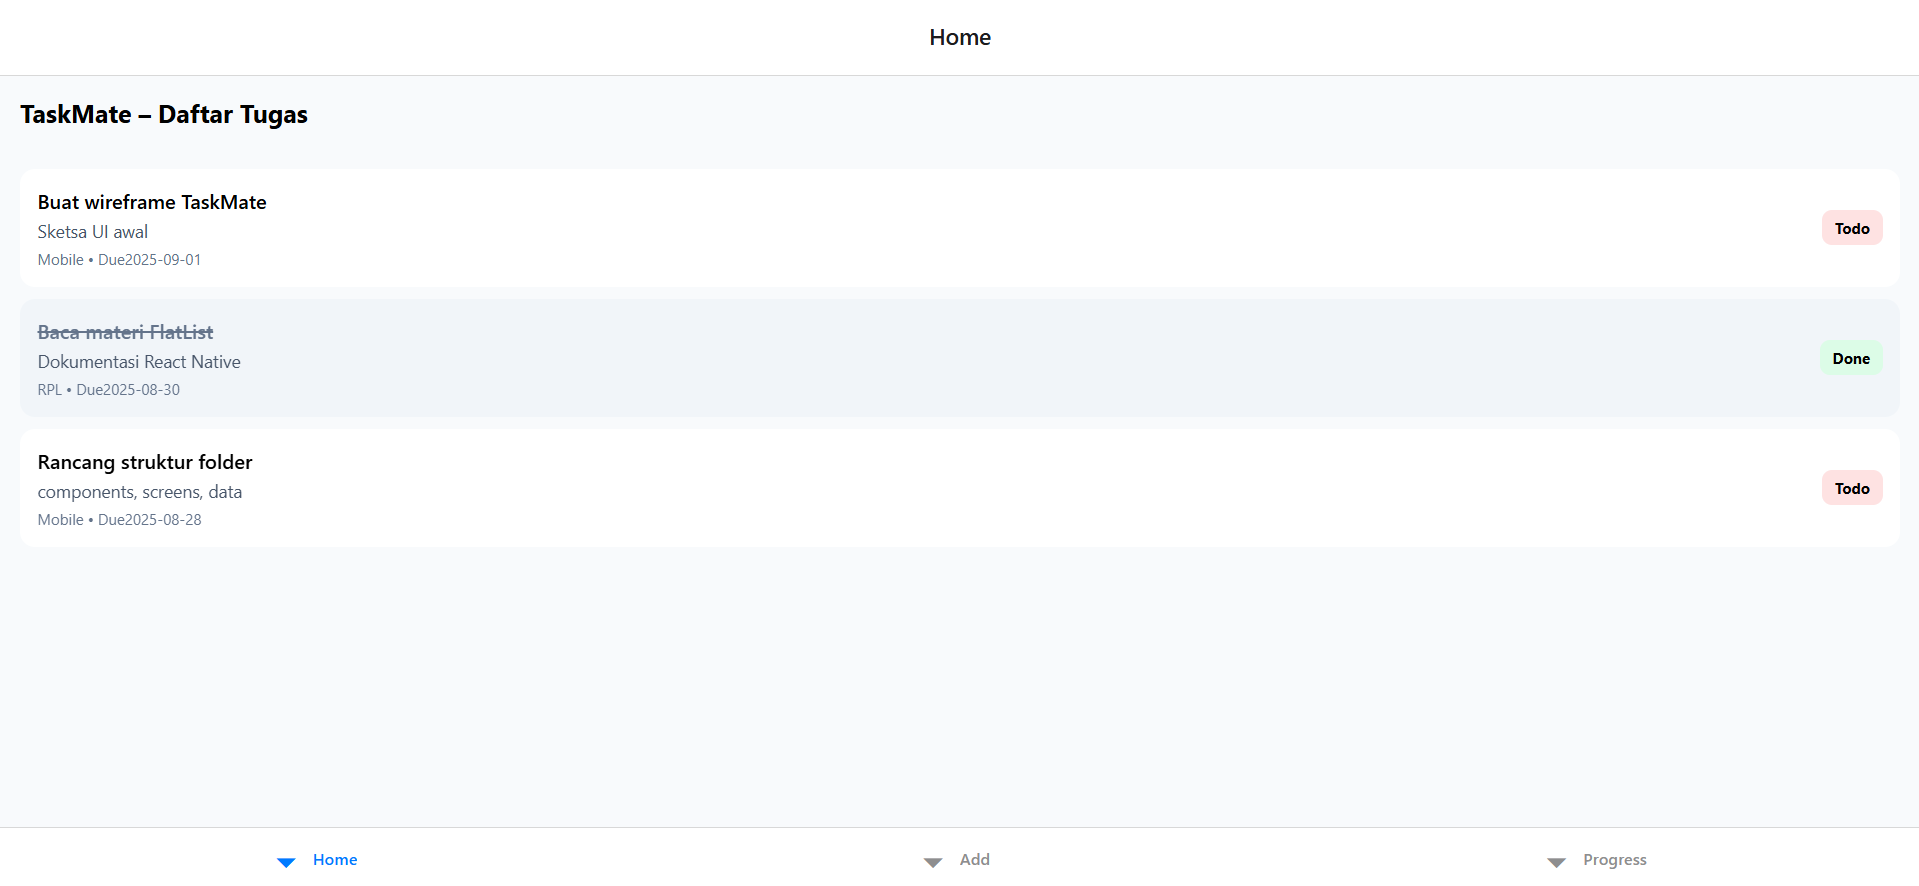 Home
TaskMate – Daftar Tugas
Buat wireframe TaskMate
Sketsa UI awal
Mobile • Due2025-09-01
Todo
Baca materi FlatList
Dokumentasi React Native
RPL • Due2025-08-30
Done
Rancang struktur folder
components, screens, data
Mobile • Due2025-08-28
Todo
Home
Add
Progress